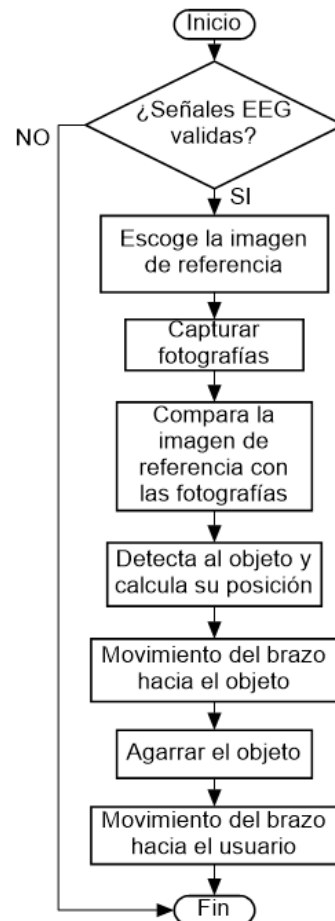 Inicio
¿Señales EEG
validas?
NO
SI
Escoge la imagen
de referencia
Capturar
fotografías
Compara la
imagen de
referencia con
las fotografías
Detecta al objeto y
calcula su posición
Movimiento del brazo
hacia el objeto
Agarrar el objeto
Movimiento del brazo
hacia el usuario
Fin